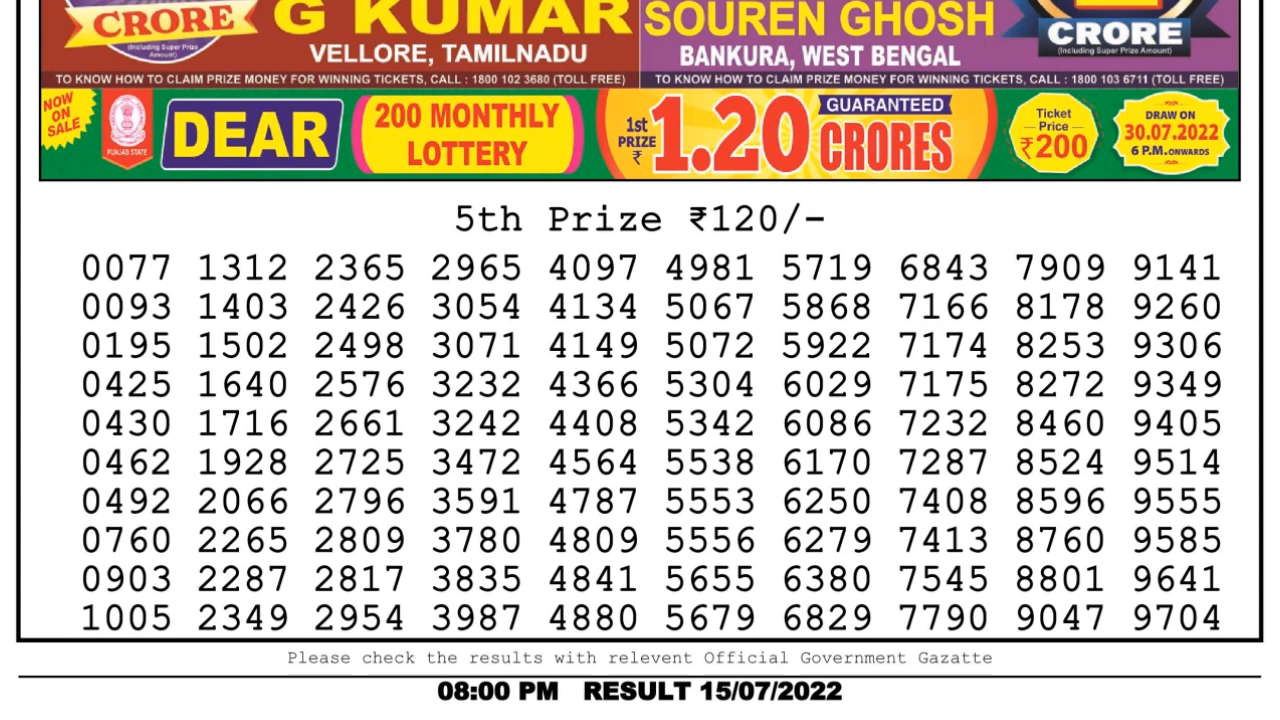 CRORE
(Including Super Prize Amount)
G KUMAR
VELLORE, TAMILNADU
TO KNOW HOW TO CLAIM PRIZE MONEY FOR WINNING TICKETS, CALL : 1800 102 3680 (TOLL FREE)
SOUREN GHOSH
BANKURA, WEST BENGAL
CRORE
(Including Super Prize Amount)
TO KNOW HOW TO CLAIM PRIZE MONEY FOR WINNING TICKETS, CALL : 1800 103 6711 (TOLL FREE)
NOW
ON
SALE
PUNJAB STATE
DEAR
200 MONTHLY
LOTTERY
1st
PRIZE
₹
1.20
GUARANTEED
CRORES
Ticket
Price
₹200
DRAW ON
30.07.2022
6 P.M. ONWARDS
5th Prize ₹120/-
0077 1312 2365 2965 4097 4981 5719 6843 7909 9141
0093 1403 2426 3054 4134 5067 5868 7166 8178 9260
0195 1502 2498 3071 4149 5072 5922 7174 8253 9306
0425 1640 2576 3232 4366 5304 6029 7175 8272 9349
0430 1716 2661 3242 4408 5342 6086 7232 8460 9405
0462 1928 2725 3472 4564 5538 6170 7287 8524 9514
0492 2066 2796 3591 4787 5553 6250 7408 8596 9555
0760 2265 2809 3780 4809 5556 6279 7413 8760 9585
0903 2287 2817 3835 4841 5655 6380 7545 8801 9641
1005 2349 2954 3987 4880 5679 6829 7790 9047 9704
Please check the results with relevent Official Government Gazatte
08:00 PM RESULT 15/07/2022